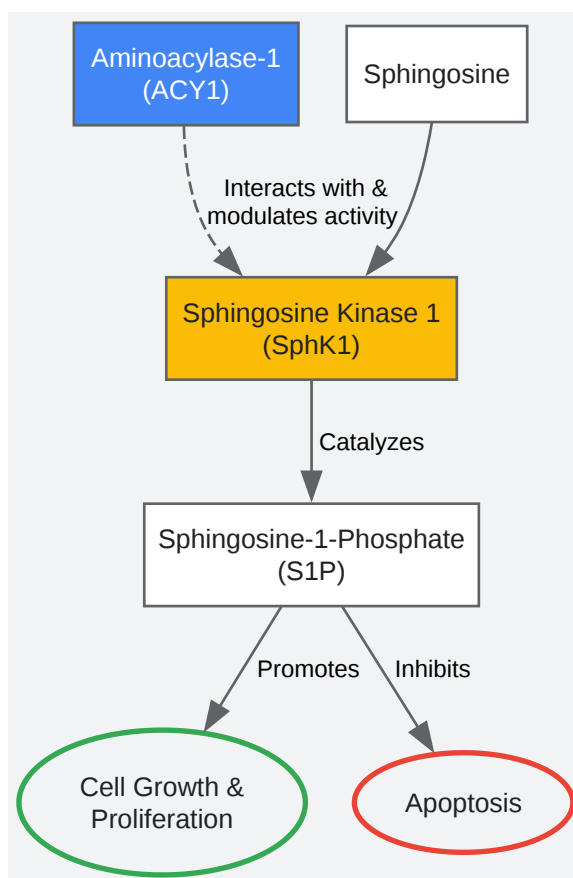 Aminoacylase-1
(ACY1)
Sphingosine
Interacts with &
modulates activity
Sphingosine Kinase 1
(SphK1)
Catalyzes
Sphingosine-1-Phosphate
(S1P)
Promotes
Inhibits
Cell Growth &
Proliferation
Apoptosis